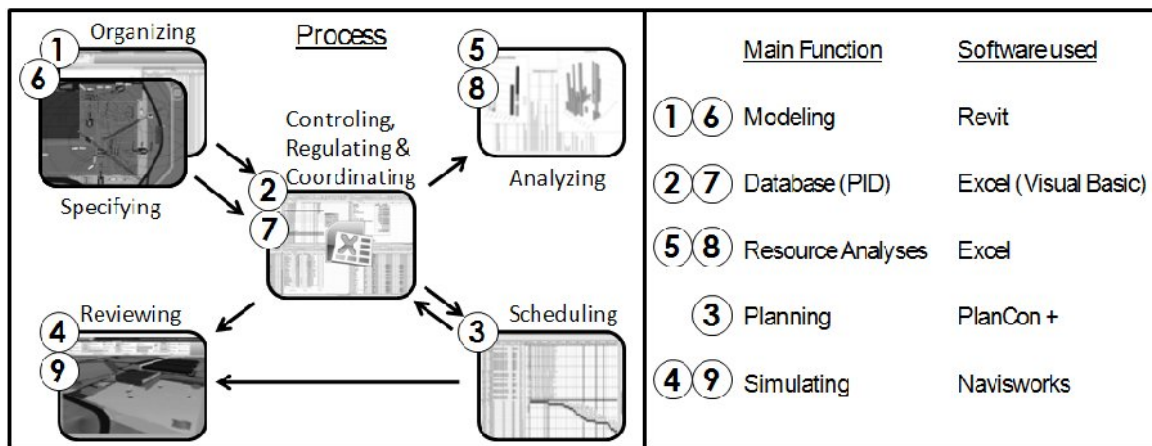 Organizing
Process
1
6
5
8
Controling,
Regulating &
Coordinating
2
7
Analyzing
Specifying
Reviewing
4
9
Scheduling
3
Main Function Software used
1 6 Modeling Revit
2 7 Database (PID) Excel (Visual Basic)
5 8 Resource Analyses Excel
3 Planning PlanCon +
4 9 Simulating Navisworks